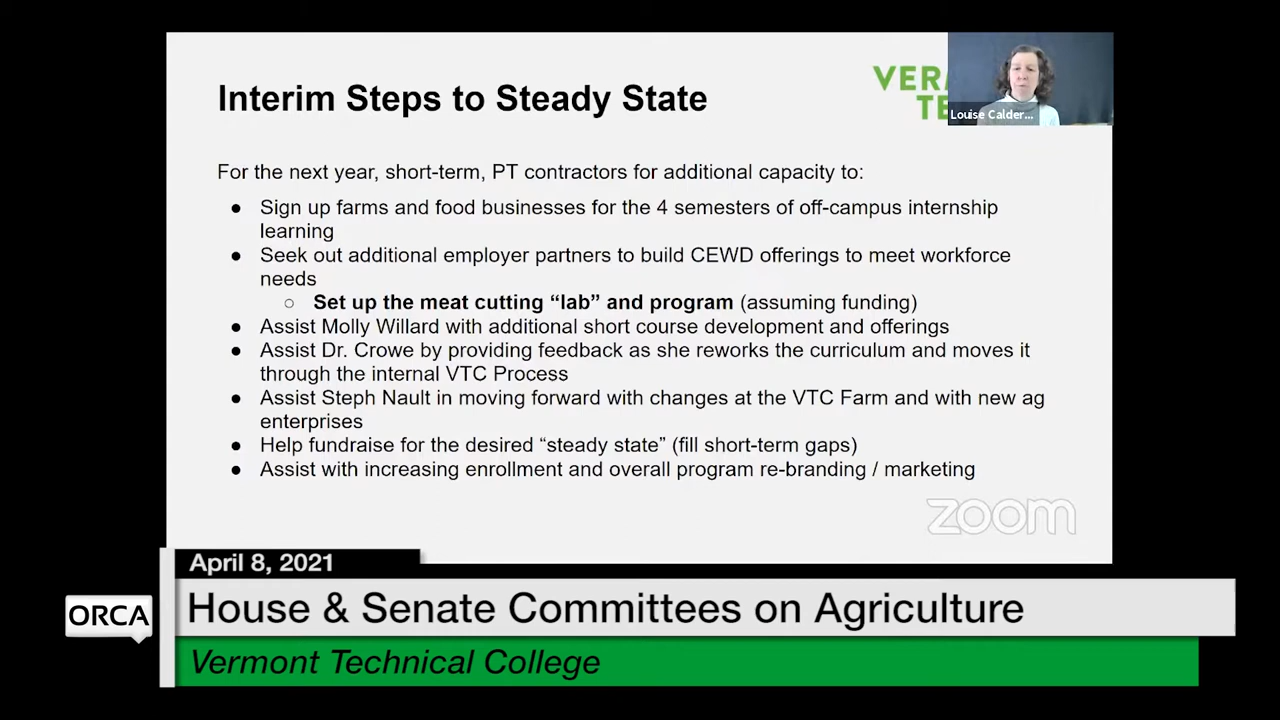 Interim Steps to Steady State
VER
TE
Louise Calder...
For the next year, short-term, PT contractors for additional capacity to:
● Sign up farms and food businesses for the 4 semesters of off-campus internship
learning
● Seek out additional employer partners to build CEWD offerings to meet workforce
needs
○ Set up the meat cutting “lab” and program (assuming funding)
● Assist Molly Willard with additional short course development and offerings
● Assist Dr. Crowe by providing feedback as she reworks the curriculum and moves it
through the internal VTC Process
● Assist Steph Nault in moving forward with changes at the VTC Farm and with new ag
enterprises
● Help fundraise for the desired “steady state” (fill short-term gaps)
● Assist with increasing enrollment and overall program re-branding / marketing
zoom
April 8, 2021
ORCA
House & Senate Committees on Agriculture
Vermont Technical College